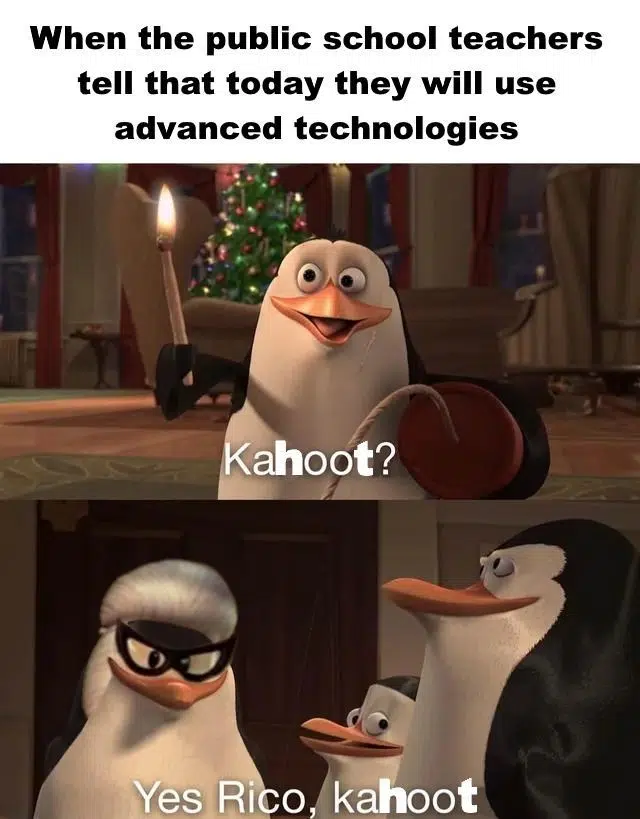 When the public school teachers
tell that today they will use
advanced technologies
Kahoot?
Yes Rico, kahoot